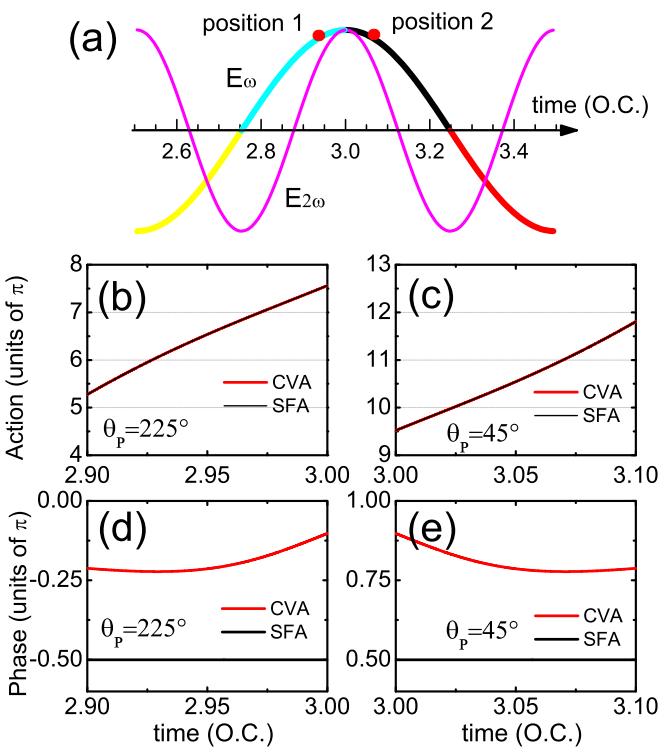 (a)
position 1
position 2
Eω
time (O.C.)
2.6 2.8 3.0 3.2 3.4
E2ω
8
7
6
5
4
Action (units of π)
(b)
CVA
SFA
θP=225°
2.90 2.95 3.00
13
12
11
10
9
(c)
CVA
SFA
θP=45°
3.00 3.05 3.10
0.00
-0.25
-0.50
Phase (units of π)
(d)
CVA
SFA
θP=225°
2.90 2.95 3.00
time (O.C.)
1.00
0.75
0.50
(e)
CVA
SFA
θP=45°
3.00 3.05 3.10
time (O.C.)